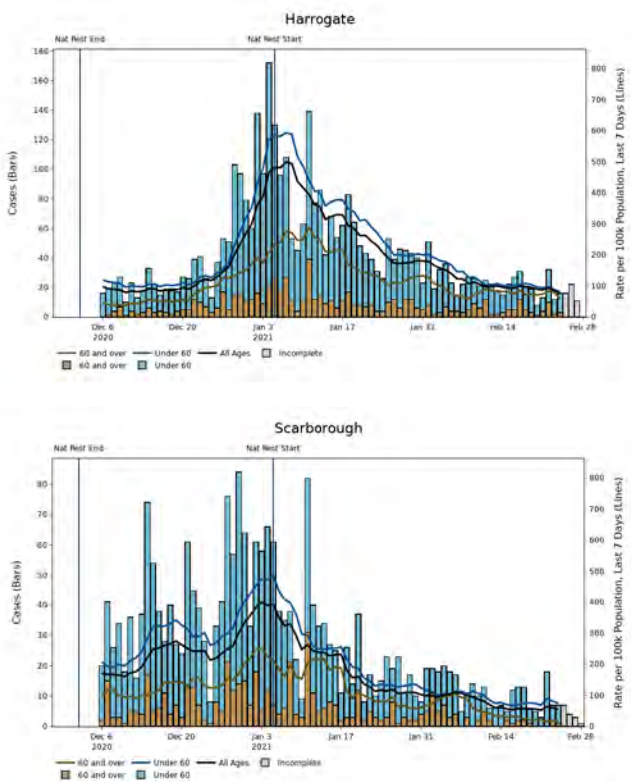 Harrogate
Nat Rest End
Nat Rest Start
180
160
140
120
100
80
60
40
20
0
Cases (Bars)
800
700
600
500
400
300
200
100
0
Rate per 100k Population, Last 7 Days (Lines)
Dec 6 Dec 20 Jan 3 Jan 17 Jan 31 Feb 14 Feb 28
2020 2021
60 and over Under 60 All Ages Incomplete
60 and over Under 60
Scarborough
Nat Rest End
Nat Rest Start
80
70
60
50
40
30
20
10
0
Cases (Bars)
800
700
600
500
400
300
200
100
0
Rate per 100k Population, Last 7 Days (Lines)
Dec 6 Dec 20 Jan 3 Jan 17 Jan 31 Feb 14 Feb 28
2020 2021
60 and over Under 60 All Ages Incomplete
60 and over Under 60